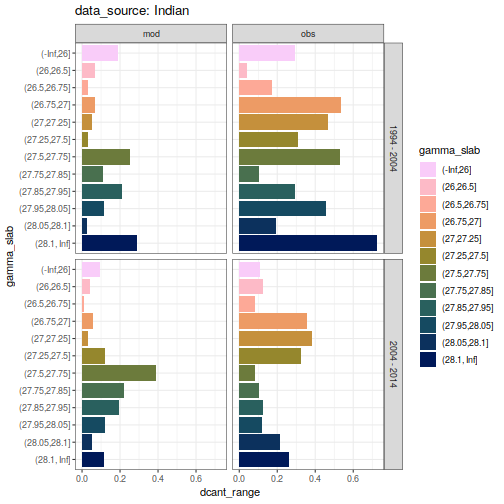 data_source: Indian
mod
obs
(-Inf,26]
(26,26.5]
(26.5,26.75]
(26.75,27]
(27,27.25]
(27.25,27.5]
(27.5,27.75]
(27.75,27.85]
(27.85,27.95]
(27.95,28.05]
(28.05,28.1]
(28.1, Inf]
1994 - 2004
(-Inf,26]
(26,26.5]
(26.5,26.75]
(26.75,27]
(27,27.25]
(27.25,27.5]
(27.5,27.75]
(27.75,27.85]
(27.85,27.95]
(27.95,28.05]
(28.05,28.1]
(28.1, Inf]
2004 - 2014
gamma_slab
0.0 0.2 0.4 0.6
0.0 0.2 0.4 0.6
dcant_range
gamma_slab
(-Inf,26]
(26,26.5]
(26.5,26.75]
(26.75,27]
(27,27.25]
(27.25,27.5]
(27.5,27.75]
(27.75,27.85]
(27.85,27.95]
(27.95,28.05]
(28.05,28.1]
(28.1, Inf]